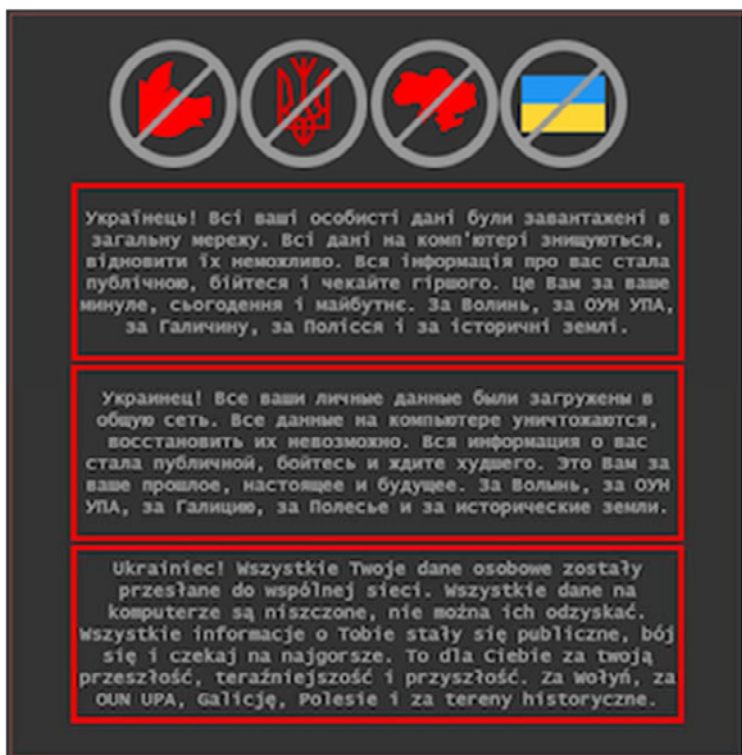 Українець! Всі ваші особисті дані були завантажені в
загальну мережу. Всі дані на комп'ютері знищуються,
відновити їх неможливо. Вся інформація про вас стала
публічною, бійтеся і чекайте гіршого. Це Вам за ваше
минуле, сьогодення і майбутнє. За Волинь, за ОУН УПА,
за Галичину, за Полісся і за історичні землі.
Украинец! Все ваши личные данные были загружены в
общую сеть. Все данные на компьютере уничтожаются,
восстановить их невозможно. Вся информация о вас
стала публичной, бойтесь и ждите худшего. Это Вам за
ваше прошлое, настоящее и будущее. За Волынь, за ОУН
УПА, за Галицию, за Полесье и за исторические земли.
Ukrainiec! Wszystkie Twoje dane osobowe zostały
przesłane do wspólnej sieci. Wszystkie dane na
komputerze są niszczone, nie można ich odzyskać.
Wszystkie informacje o Tobie stały się publiczne, bój
się i czekaj na najgorsze. To dla Ciebie za twoją
przeszłość, teraźniejszość i przyszłość. Za Wołyń, za
OUN UPA, Galicję, Polesie i za tereny historyczne.